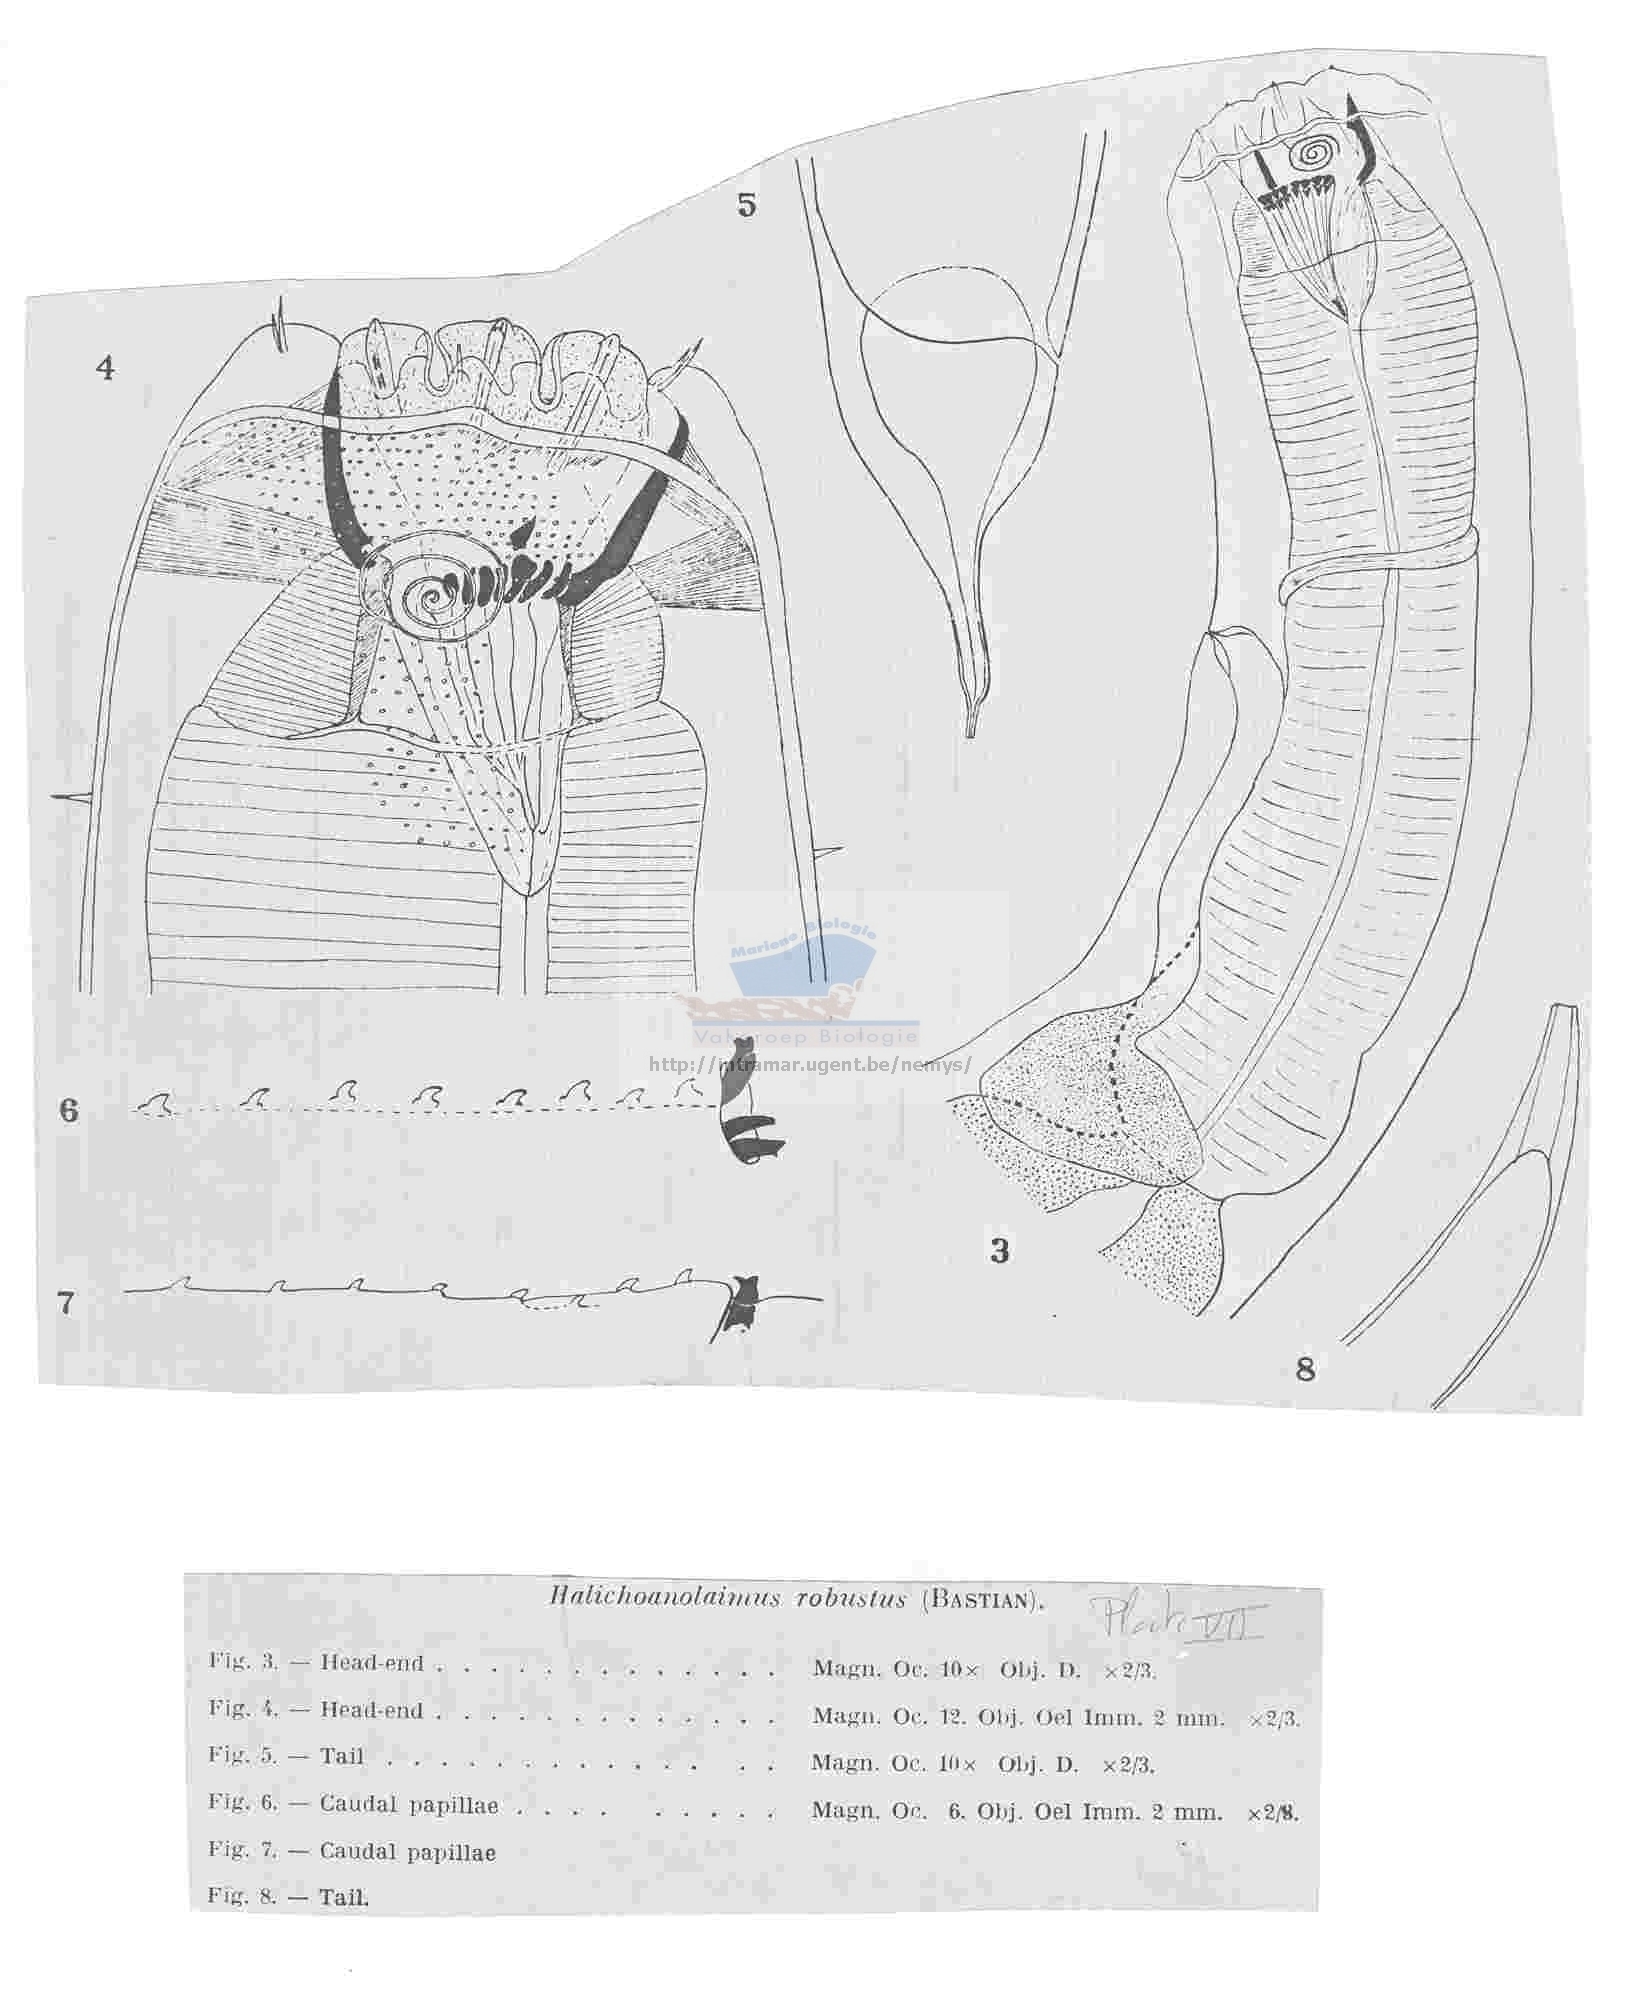 5
4
Mariene Biologie
Vakgroep Biologie
http://intramar.ugent.be/nemys/
6
3
7
8
Halichoanolaimus robustus (BASTIAN).
Plate VII
Fig. 3. — Head-end . . . . . . . . . . . . . Magn. Oc. 10× Obj. D. ×2/3.
Fig. 4. — Head-end . . . . . . . . . . . . . Magn. Oc. 12. Obj. Oel Imm. 2 mm. ×2/3.
Fig. 5. — Tail . . . . . . . . . . . . . . Magn. Oc. 10× Obj. D. ×2/3.
Fig. 6. — Caudal papillae . . . . . . . . . Magn. Oc. 6. Obj. Oel Imm. 2 mm.
Fig. 7. — Caudal papillae
Fig. 8. — Tail.